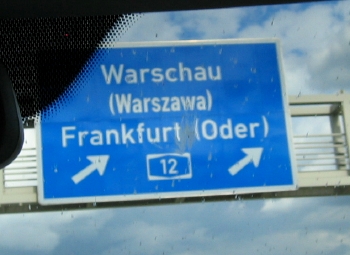 Warschau
(Warszawa)
Frankfurt (Oder)
12